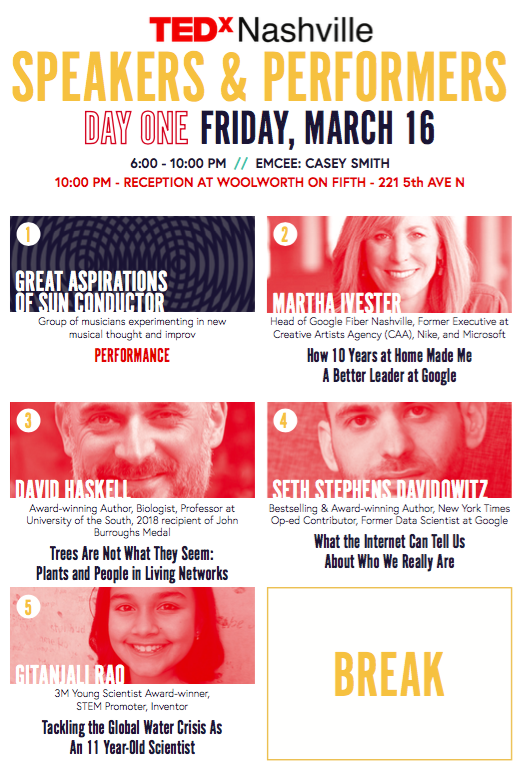 TEDxNashville
SPEAKERS & PERFORMERS
DAY ONE FRIDAY, MARCH 16
6:00 - 10:00 PM // EMCEE: CASEY SMITH
10:00 PM - RECEPTION AT WOOLWORTH ON FIFTH - 221 5th AVE N
1
GREAT ASPIRATIONS
OF SUN CONDUCTOR
Group of musicians experimenting in new
musical thought and improv
PERFORMANCE
2
MARTHA IVESTER
Head of Google Fiber Nashville, Former Executive at
Creative Artists Agency (CAA), Nike, and Microsoft
How 10 Years at Home Made Me
A Better Leader at Google
3
DAVID HASKELL
Award-winning Author, Biologist, Professor at
University of the South, 2018 recipient of John
Burroughs Medal
Trees Are Not What They Seem:
Plants and People in Living Networks
4
SETH STEPHENS DAVIDOWITZ
Bestselling & Award-winning Author, New York Times
Op-ed Contributor, Former Data Scientist at Google
What the Internet Can Tell Us
About Who We Really Are
5
GITANJALI RAO
3M Young Scientist Award-winner,
STEM Promoter, Inventor
Tackling the Global Water Crisis As
An 11 Year-Old Scientist
BREAK